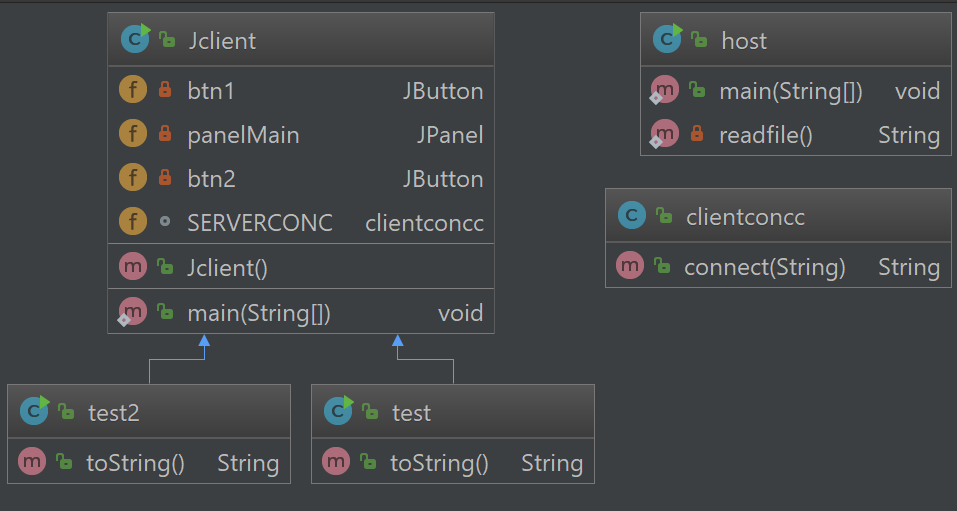 Jclient
btn1 JButton
panelMain JPanel
btn2 JButton
SERVERCONC clientconcc
Jclient()
main(String[]) void
host
main(String[]) void
readfile() String
clientconcc
connect(String) String
test2
toString() String
test
toString() String